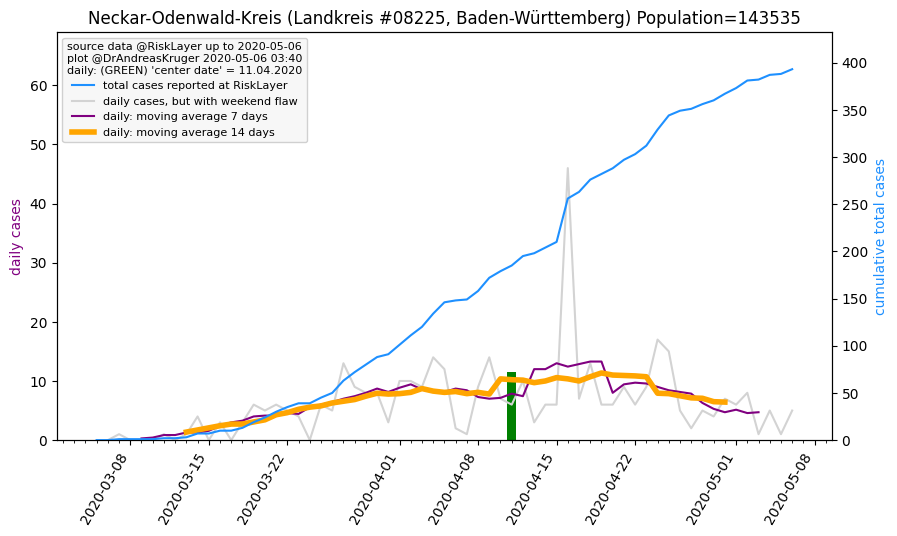 Neckar-Odenwald-Kreis (Landkreis #08225, Baden-Württemberg) Population=143535
source data @RiskLayer up to 2020-05-06
plot @DrAndreasKruger 2020-05-06 03:40
daily: (GREEN) 'center date' = 11.04.2020
total cases reported at RiskLayer
daily cases, but with weekend flaw
daily: moving average 7 days
daily: moving average 14 days
daily cases
60
50
40
30
20
10
0
400
350
300
250
200
150
100
50
0
cumulative total cases
2020-03-08
2020-03-15
2020-03-22
2020-04-01
2020-04-08
2020-04-15
2020-04-22
2020-05-01
2020-05-08